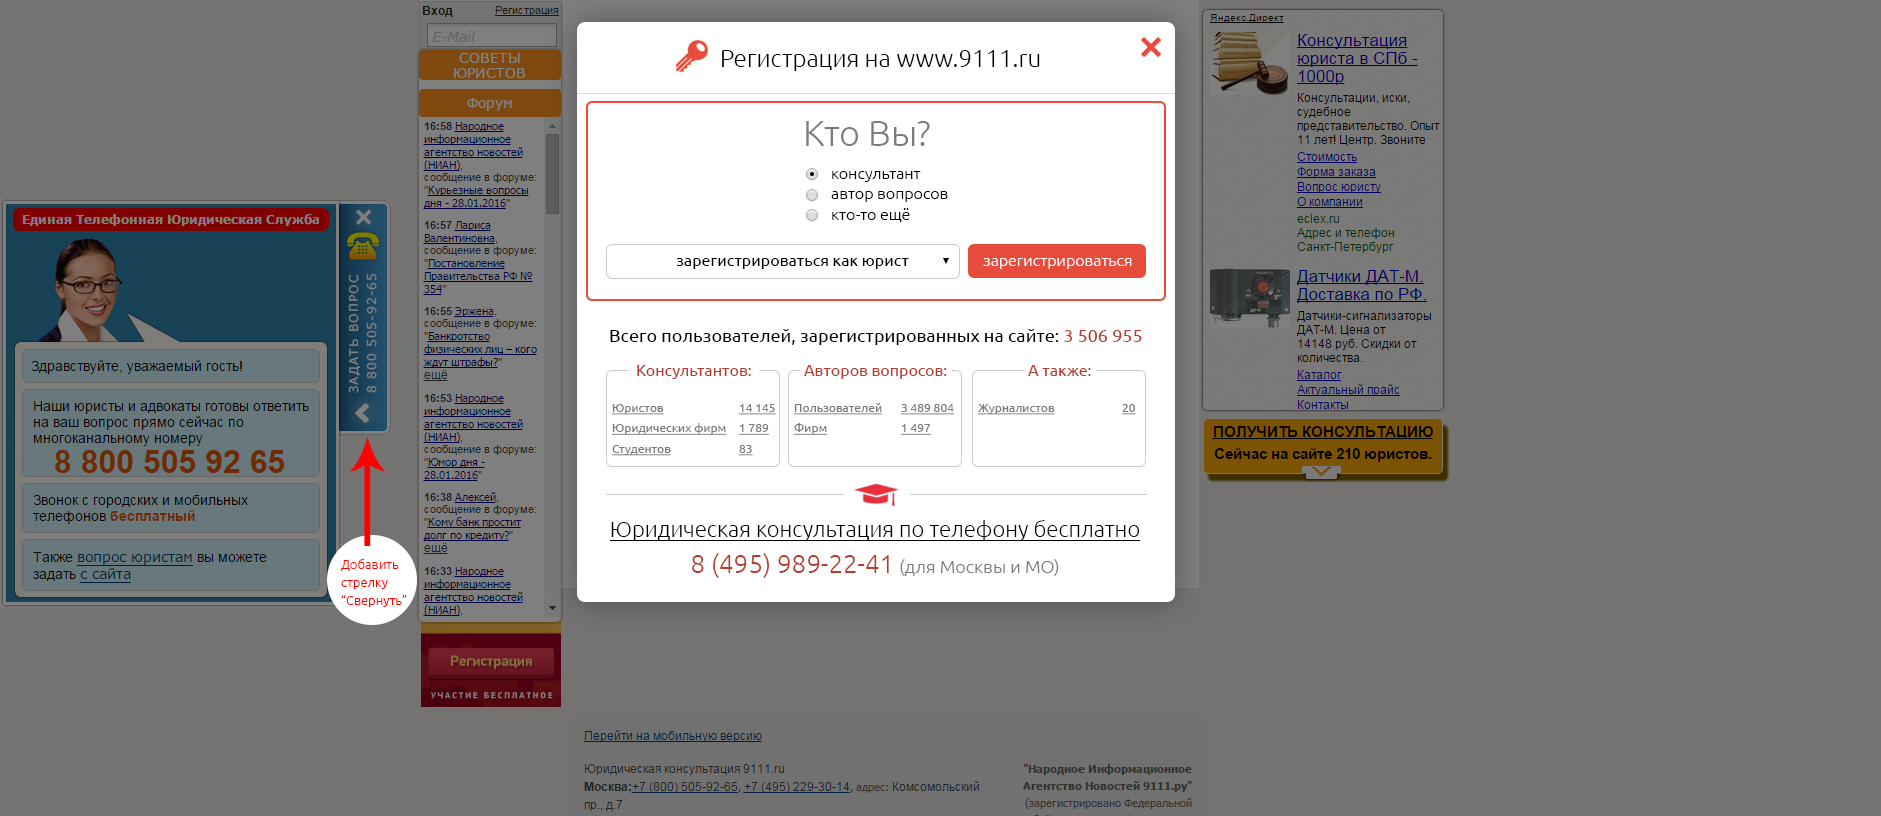 Единая Телефонная Юридическая Служба
Здравствуйте, уважаемый гость!
Наши юристы и адвокаты готовы ответить
на ваш вопрос прямо сейчас по
многоканальному номеру
8 800 505 92 65
Звонок с городских и мобильных
телефонов бесплатный
Также вопрос юристам вы можете
задать с сайта
ЗАДАТЬ ВОПРОС
8 800 505-92-65
Добавить
стрелку
“Свернуть”
Вход Регистрация
E-Mail
СОВЕТЫ
ЮРИСТОВ
Форум
16:58 Народное
информационное
агентство новостей
(НИАН),
сообщение в форуме:
"Курьезные вопросы
дня - 28.01.2016"
16:57 Лариса
Валентиновна,
сообщение в форуме:
"Постановление
Правительства РФ №
354"
16:55 Эржена,
сообщение в форуме:
"Банкротство
физических лиц – кого
ждут штрафы?"
ещё
16:53 Народное
информационное
агентство новостей
(НИАН),
сообщение в форуме:
"Юмор дня -
28.01.2016"
16:38 Алексей,
сообщение в форуме:
"Кому банк простит
долг по кредиту?"
ещё
16:33 Народное
информационное
агентство новостей
(НИАН),
Регистрация
УЧАСТИЕ БЕСПЛАТНОЕ
Регистрация на www.9111.ru
Кто Вы?
консультант
автор вопросов
кто-то ещё
зарегистрироваться как юрист
зарегистрироваться
Всего пользователей, зарегистрированных на сайте: 3 506 955
Консультантов:
Юристов 14 145
Юридических фирм 1 789
Студентов 83
Авторов вопросов:
Пользователей 3 489 804
Фирм 1 497
А также:
Журналистов 20
Юридическая консультация по телефону бесплатно
8 (495) 989-22-41 (для Москвы и МО)
Перейти на мобильную версию
Юридическая консультация 9111.ru
Москва:+7 (800) 505-92-65, +7 (495) 229-30-14, адрес: Комсомольский
пр., д.7
"Народное Информационное
Агентство Новостей 9111.ру"
(зарегистрировано Федеральной
Яндекс.Директ
Консультация
юриста в СПб -
1000р
Консультации, иски,
судебное
представительство. Опыт
11 лет! Центр. Звоните
Стоимость
Форма заказа
Вопрос юристу
О компании
eclex.ru
Адрес и телефон
Санкт-Петербург
Датчики ДАТ-М.
Доставка по РФ.
Датчики-сигнализаторы
ДАТ-М. Цена от
14148 руб. Скидки от
количества.
Каталог
Актуальный прайс
Контакты
ПОЛУЧИТЬ КОНСУЛЬТАЦИЮ
Сейчас на сайте 210 юристов.